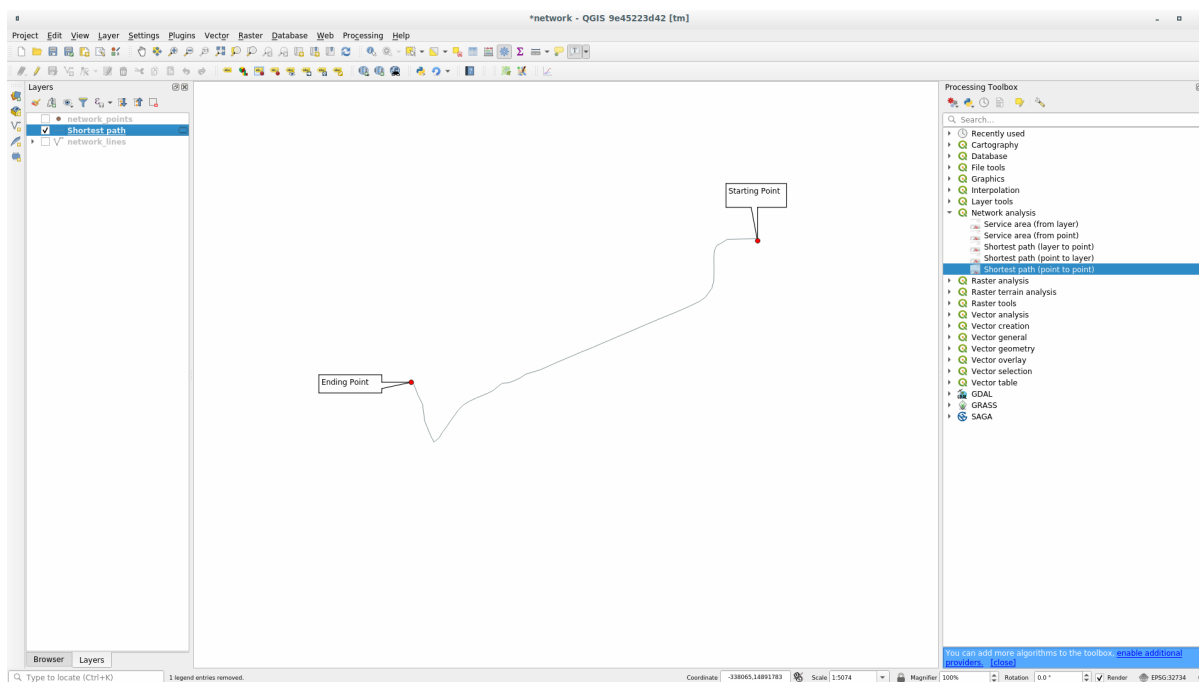 *network - QGIS 9e45223d42 [tm]
Project Edit View Layer Settings Plugins Vector Raster Database Web Processing Help
Layers
network_points
Shortest path
network_lines
Starting Point
Ending Point
Processing Toolbox
Search...
Recently used
Cartography
Database
File tools
Graphics
Interpolation
Layer tools
Network analysis
Service area (from layer)
Service area (from point)
Shortest path (layer to point)
Shortest path (point to layer)
Shortest path (point to point)
Raster analysis
Raster terrain analysis
Raster tools
Vector analysis
Vector creation
Vector general
Vector geometry
Vector overlay
Vector selection
Vector table
GDAL
GRASS
SAGA
You can add more algorithms to the toolbox, enable additional
providers. [close]
Browser Layers
Type to locate (Ctrl+K) 1 legend entries removed. Coordinate -338065,14891783 Scale 1:5074 Magnifier 100% Rotation 0.0 ° Render EPSG:32734